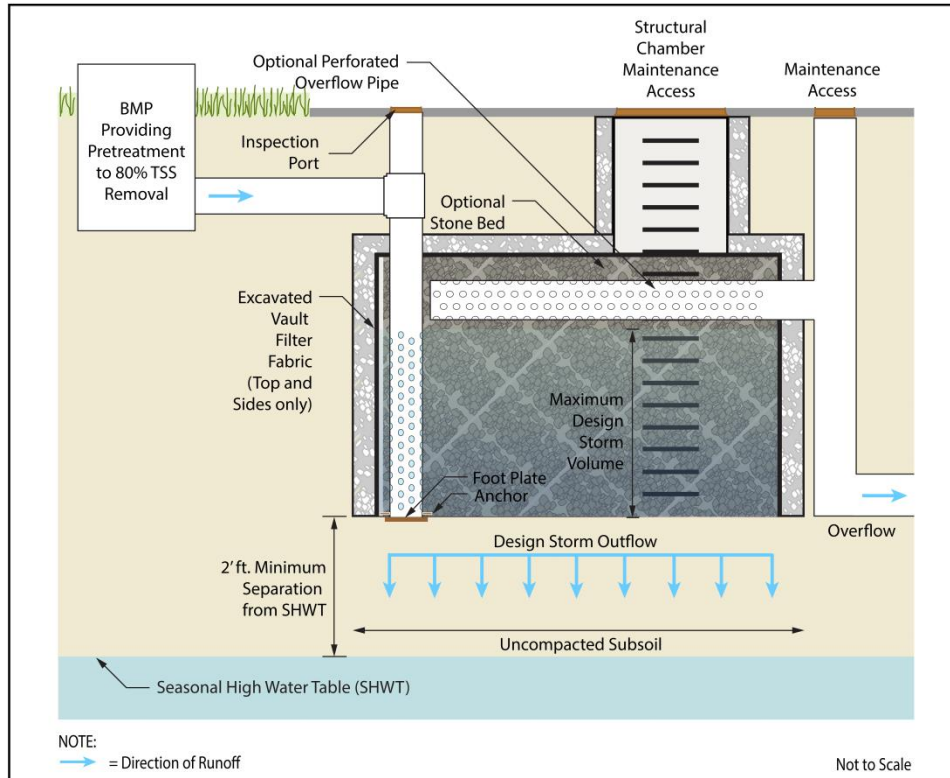 BMP
Providing
Pretreatment
to 80% TSS
Removal
Optional Perforated
Overflow Pipe
Structural
Chamber
Maintenance
Access
Maintenance
Access
Inspection
Port
Optional
Stone Bed
Excavated
Vault
Filter
Fabric
(Top and
Sides only)
Maximum
Design
Storm
Volume
Foot Plate
Anchor
Overflow
Design Storm Outflow
2' ft. Minimum
Separation
from SHWT
Uncompacted Subsoil
Seasonal High Water Table (SHWT)
NOTE:
= Direction of Runoff
Not to Scale